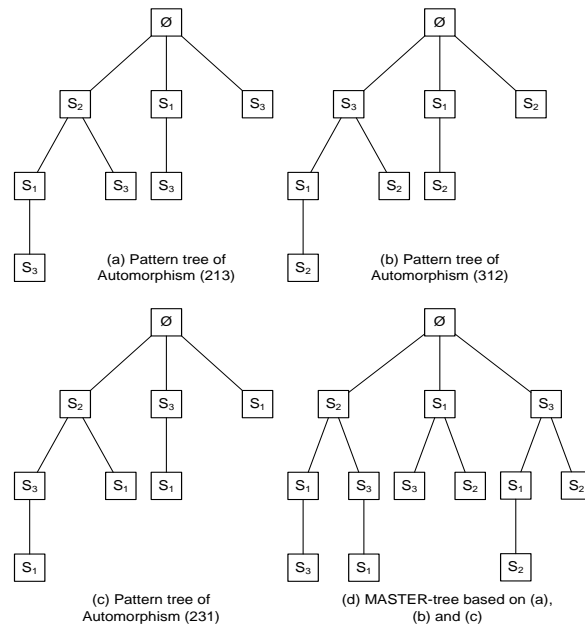 Ø
S₂ S₁ S₃
S₁ S₃ S₃
S₃
(a) Pattern tree of
Automorphism (213)
Ø
S₃ S₁ S₂
S₁ S₂ S₂
S₂
(b) Pattern tree of
Automorphism (312)
Ø
S₂ S₃ S₁
S₃ S₁ S₁
S₁
(c) Pattern tree of
Automorphism (231)
Ø
S₂ S₁ S₃
S₁ S₃ S₃ S₂ S₁ S₂
S₃ S₁ S₂
(d) MASTER-tree based on (a),
(b) and (c)